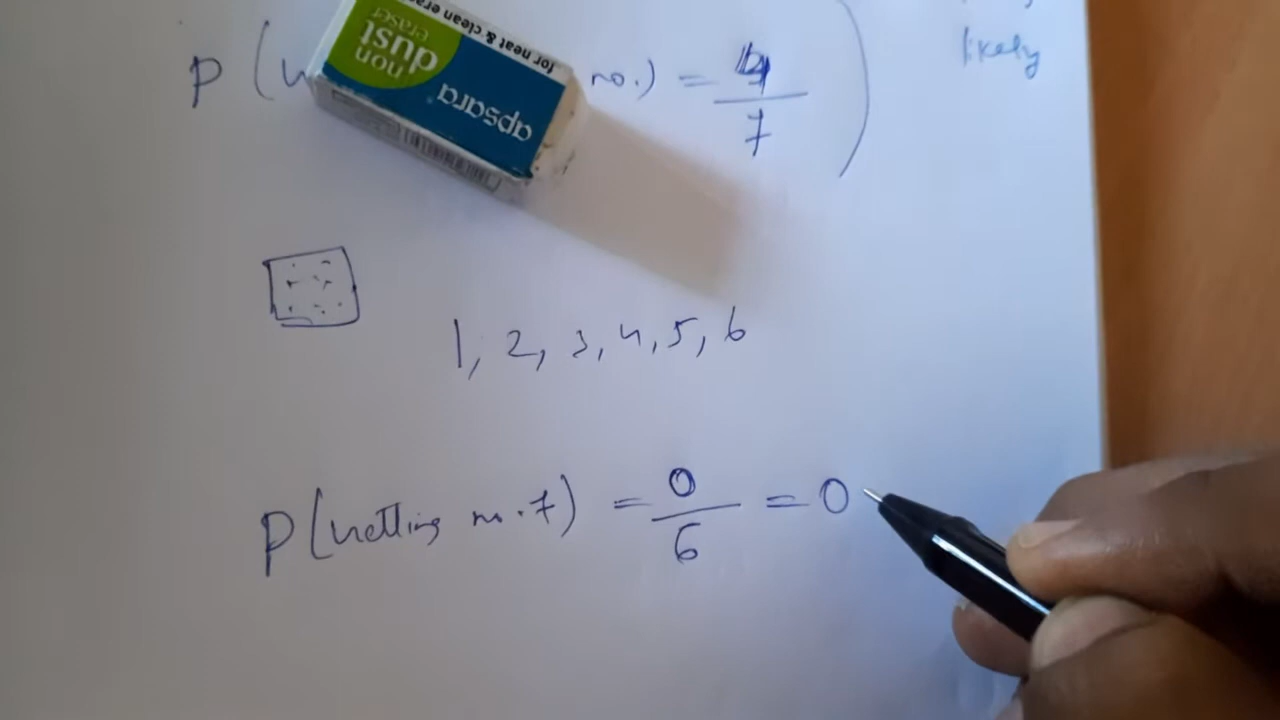 likely
P ( no.) = 4/7 )
for neat & clean eras
non dust eraser
apsara
1, 2, 3, 4, 5, 6
P(getting no. 7) = 0/6 = 0